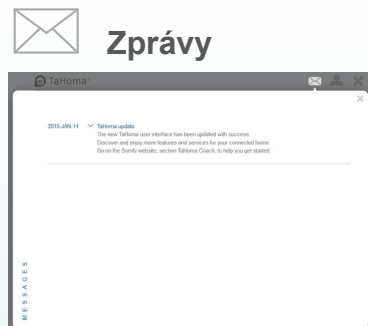 Zprávy
TaHoma®
2015-JAN-14 TaHoma update
The new TaHoma user interface has been updated with success.
Discover and enjoy more features and services for your connected home.
Go on the Somfy website, section TaHoma Coach, to help you get started.
MESSAGES